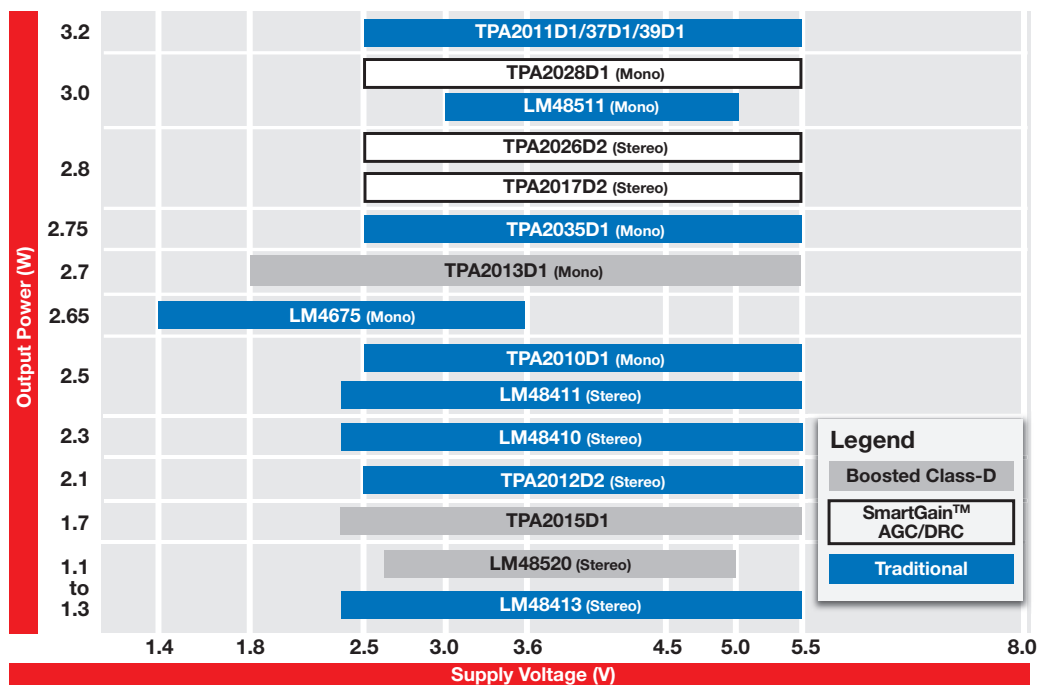 Output Power (W)
3.2
TPA2011D1/37D1/39D1
3.0
TPA2028D1 (Mono)
LM48511 (Mono)
2.8
TPA2026D2 (Stereo)
TPA2017D2 (Stereo)
2.75
TPA2035D1 (Mono)
2.7
TPA2013D1 (Mono)
2.65
LM4675 (Mono)
2.5
TPA2010D1 (Mono)
LM48411 (Stereo)
2.3
LM48410 (Stereo)
2.1
TPA2012D2 (Stereo)
1.7
TPA2015D1
1.1
to
1.3
LM48520 (Stereo)
LM48413 (Stereo)
Legend
Boosted Class-D
SmartGain™
AGC/DRC
Traditional
1.4 1.8 2.5 3.0 3.6 4.5 5.0 5.5 8.0
Supply Voltage (V)